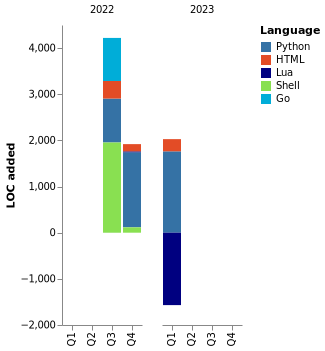 2022 2023
Language
Python
HTML
Lua
Shell
Go
LOC added
4,000
3,000
2,000
1,000
0
−1,000
−2,000
Q1 Q2 Q3 Q4 Q1 Q2 Q3 Q4